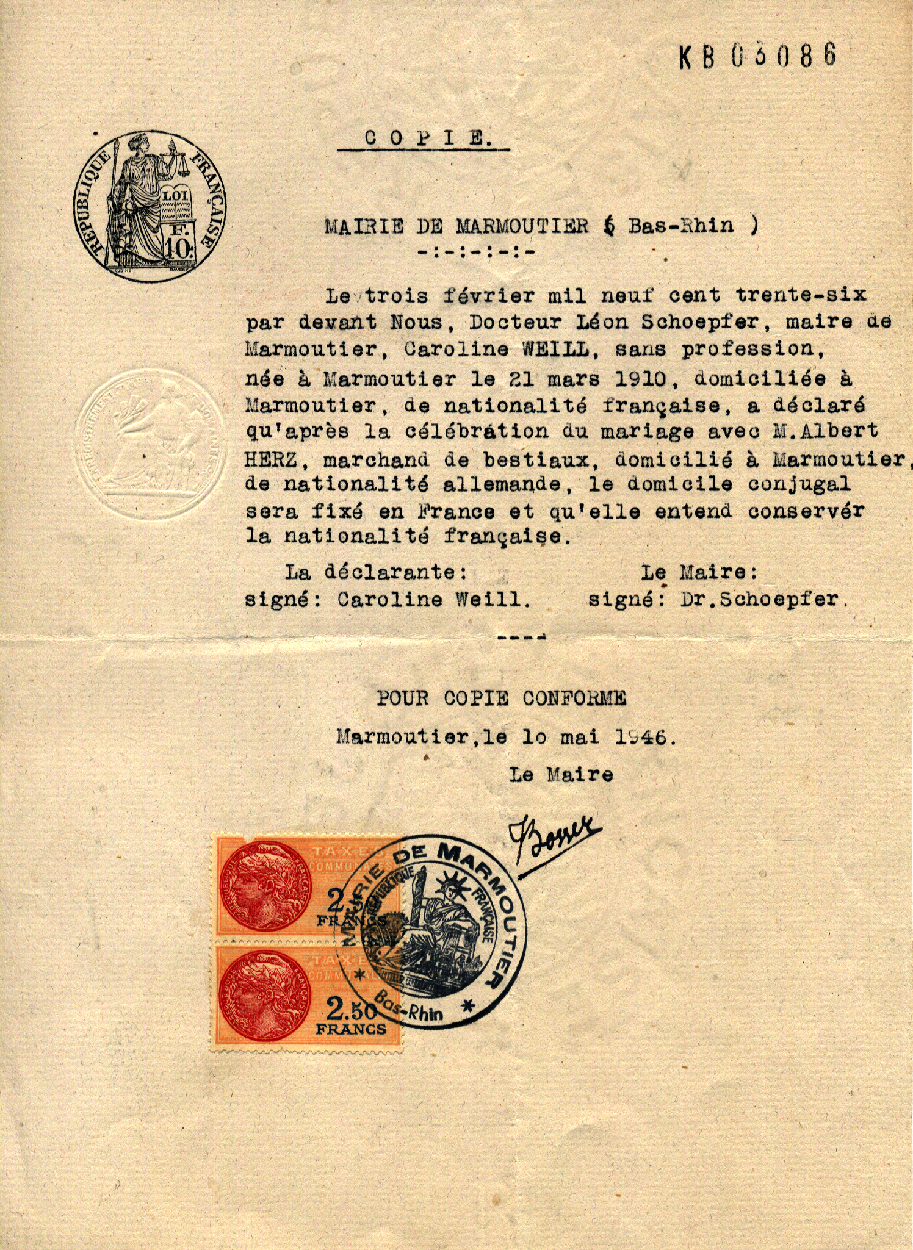 KB 03086
COPIE.
RÉPUBLIQUE FRANÇAISE
LOI
F.
10.
MAIRIE DE MARMOUTIER ( Bas-Rhin )
-:-:-:-:-
Le trois février mil neuf cent trente-six
par devant Nous, Docteur Léon Schoepfer, maire de
Marmoutier, Caroline WEILL, sans profession,
née à Marmoutier le 21 mars 1910, domiciliée à
Marmoutier, de nationalité française, a déclaré
qu'après la célébration du mariage avec M.Albert
HERZ, marchand de bestiaux, domicilié à Marmoutier,
de nationalité allemande, le domicile conjugal
sera fixé en France et qu'elle entend conservér
la nationalité française.
La déclarante: Le Maire:
signé: Caroline Weill. signé: Dr.Schoepfer.
----
POUR COPIE CONFORME
Marmoutier,le 1o mai 1946.
Le Maire
TAXE
COMMUNALE
2
FRANCS
TAXE
2.50
FRANCS
MAIRIE DE MARMOUTIER
RÉPUBLIQUE FRANÇAISE
* Bas-Rhin *